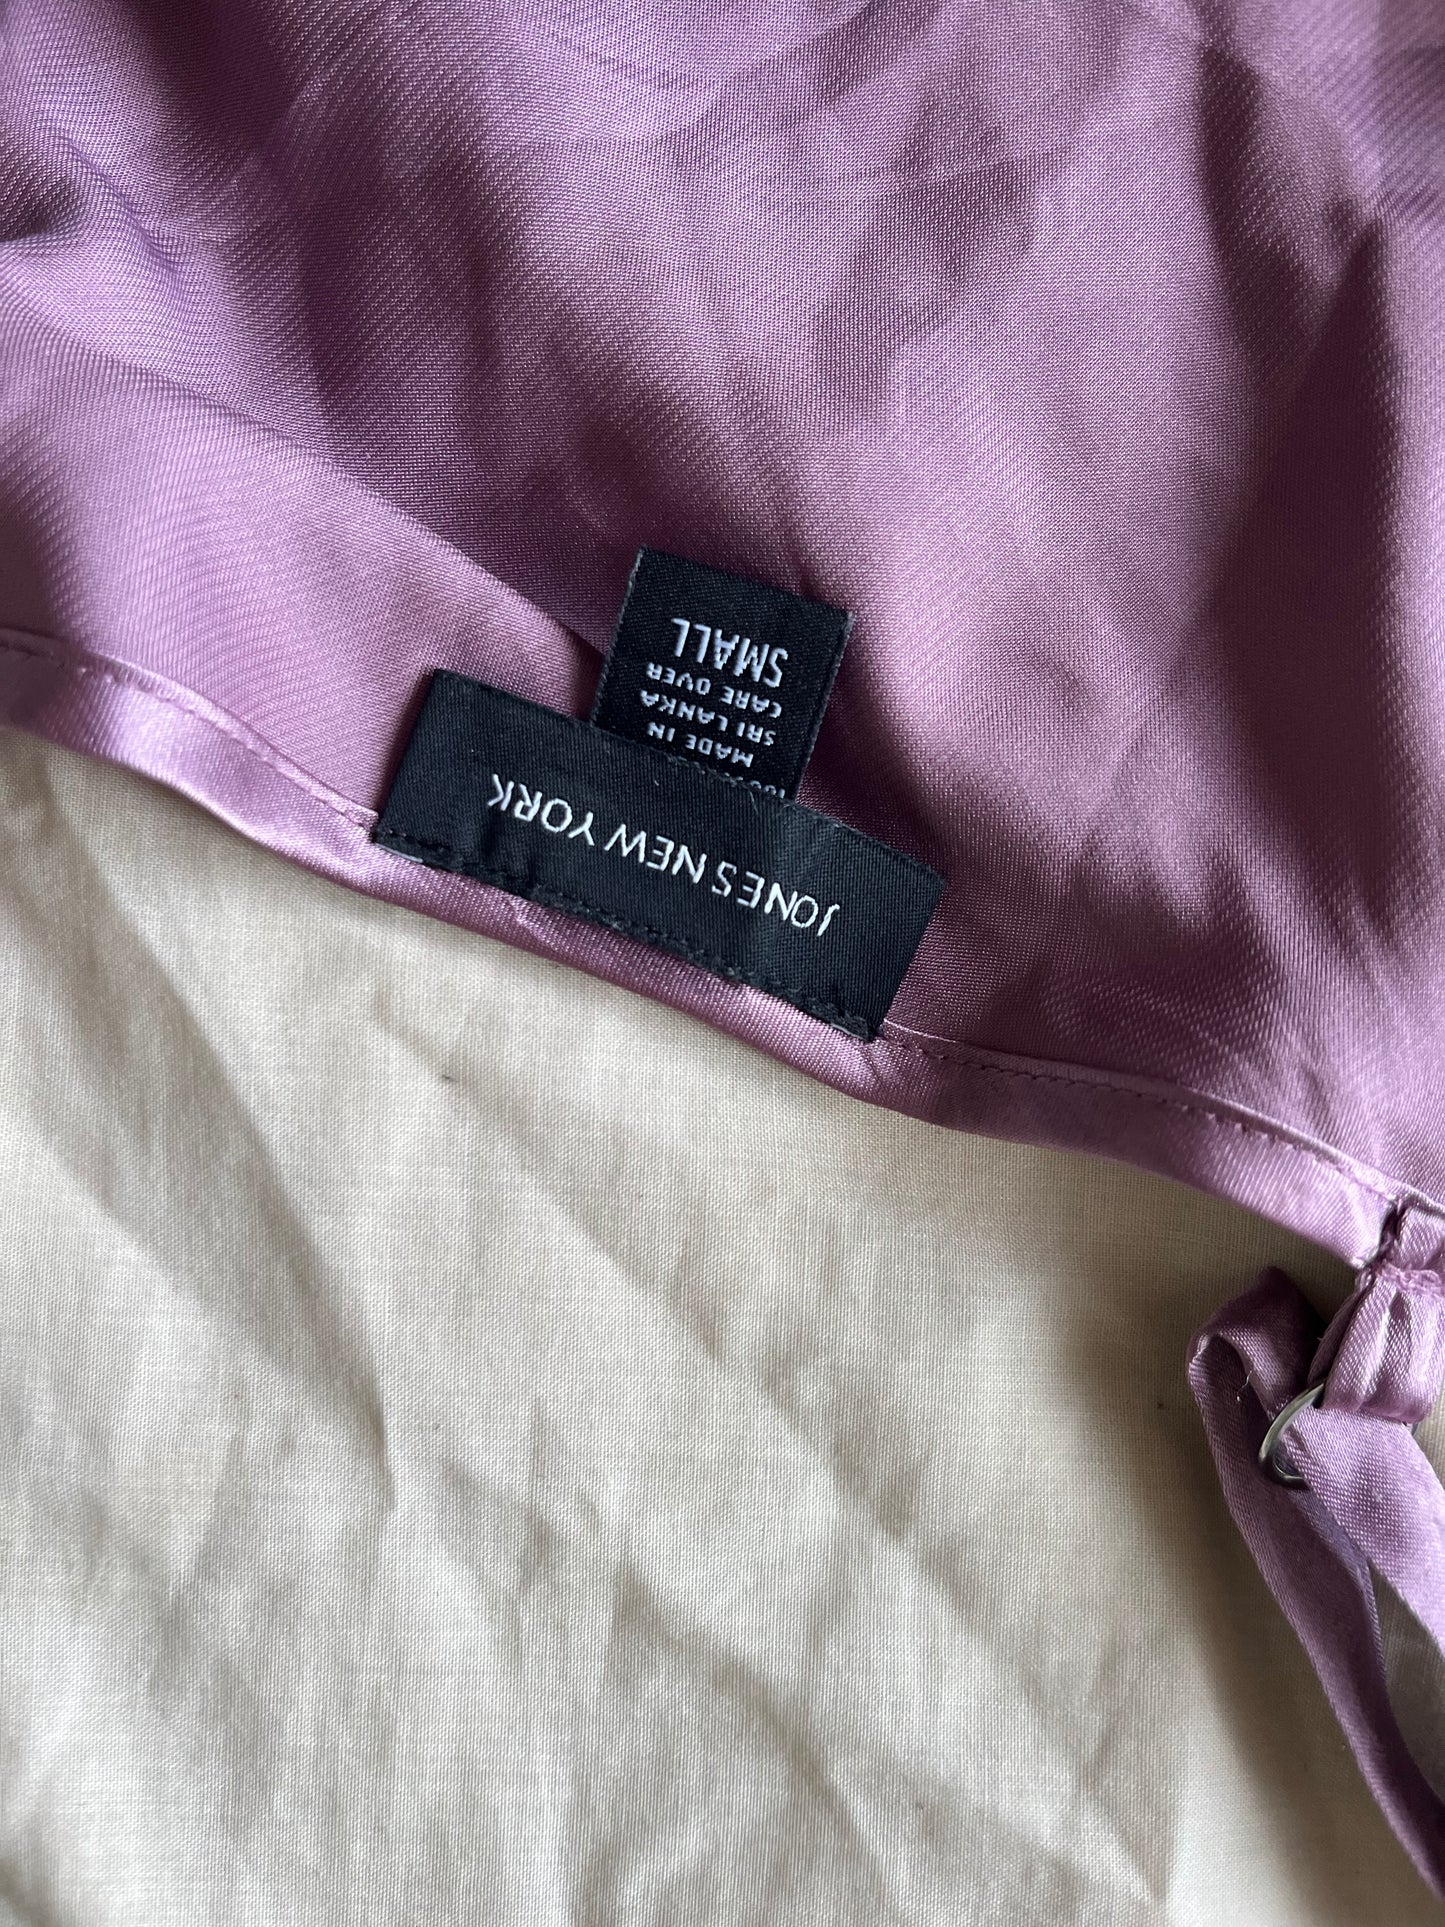 JONES NEW YORK
MADE IN
SRI LANKA
CARE OVER
SMALL